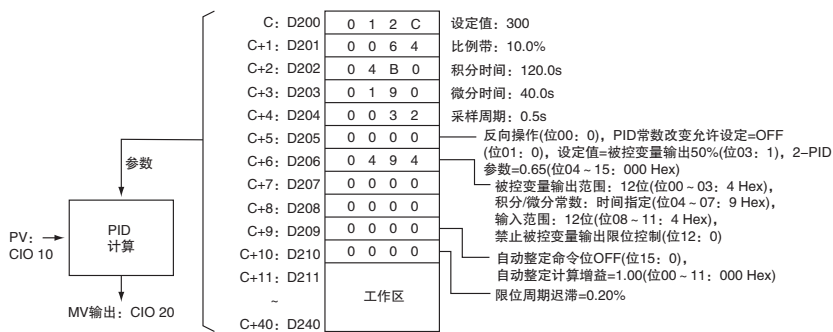 C：D200 0 1 2 C 设定值：300
C+1：D201 0 0 6 4 比例带：10.0%
C+2：D202 0 4 B 0 积分时间：120.0s
C+3：D203 0 1 9 0 微分时间：40.0s
C+4：D204 0 0 3 2 采样周期：0.5s
C+5：D205 0 0 0 0 反向操作(位00：0)，PID常数改变允许设定=OFF
(位01：0)，设定值=被控变量输出50%(位03：1)，2-PID
参数=0.65(位04～15：000 Hex)
C+6：D206 0 4 9 4
被控变量输出范围：12位(位00～03：4 Hex)，
积分/微分常数：时间指定(位04～07：9 Hex)，
输入范围：12位(位08～11：4 Hex)，
禁止被控变量输出限位控制(位12：0)
C+7：D207 0 0 0 0
C+8：D208 0 0 0 0
C+9：D209 0 0 0 0
自动整定命令位OFF(位15：0)，
自动整定计算增益=1.00(位00～11：000 Hex)
C+10：D210 0 0 0 0
限位周期迟滞=0.20%
C+11：D211
～
C+40：D240
工作区
参数
PV：
CIO 10
PID
计算
MV输出：CIO 20